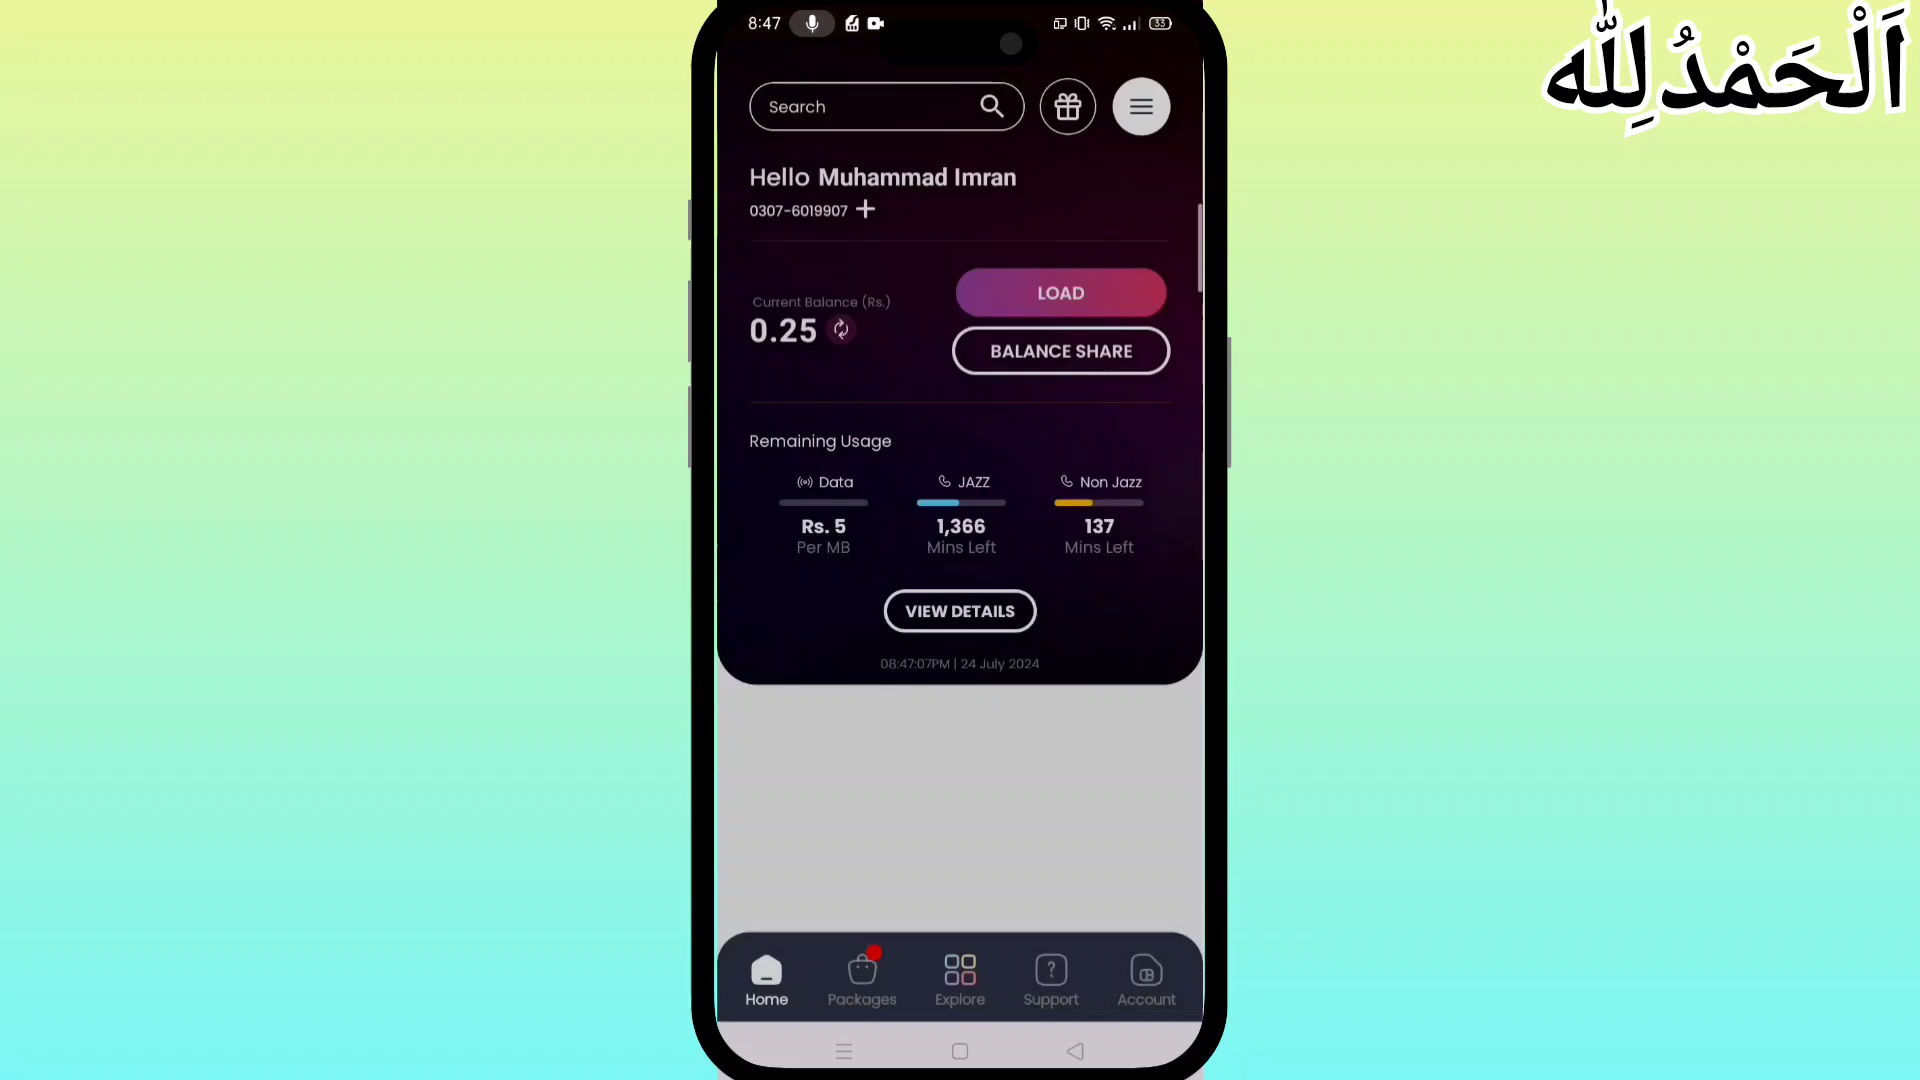 8:47
33
اَلْحَمْدُلِلّٰه
Search
Hello Muhammad Imran
0307-6019907
LOAD
Current Balance (Rs.)
0.25
BALANCE SHARE
Remaining Usage
Data JAZZ Non Jazz
Rs. 5 1,366 137
Per MB Mins Left Mins Left
VIEW DETAILS
08:47:07PM | 24 July 2024
Home Packages Explore Support Account